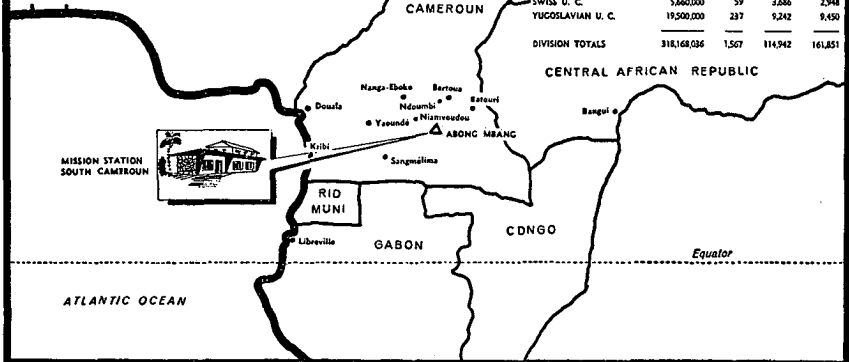 SWISS U. C. 5,660,000 59 3,686 2,948
YUGOSLAVIAN U. C. 19,500,000 237 9,242 9,450
DIVISION TOTALS 318,168,036 1,567 114,942 161,851
CAMEROUN
CENTRAL AFRICAN REPUBLIC
Nanga-Eboko
Bertoua
Ndoumbi
Batouri
Douala
Bangui
Yaoundé
Niamvoudou
ABONG MBANG
Kribi
MISSION STATION
SOUTH CAMEROUN
Sangmélima
RIO
MUNI
CONGO
Libreville
GABON
Equator
ATLANTIC OCEAN